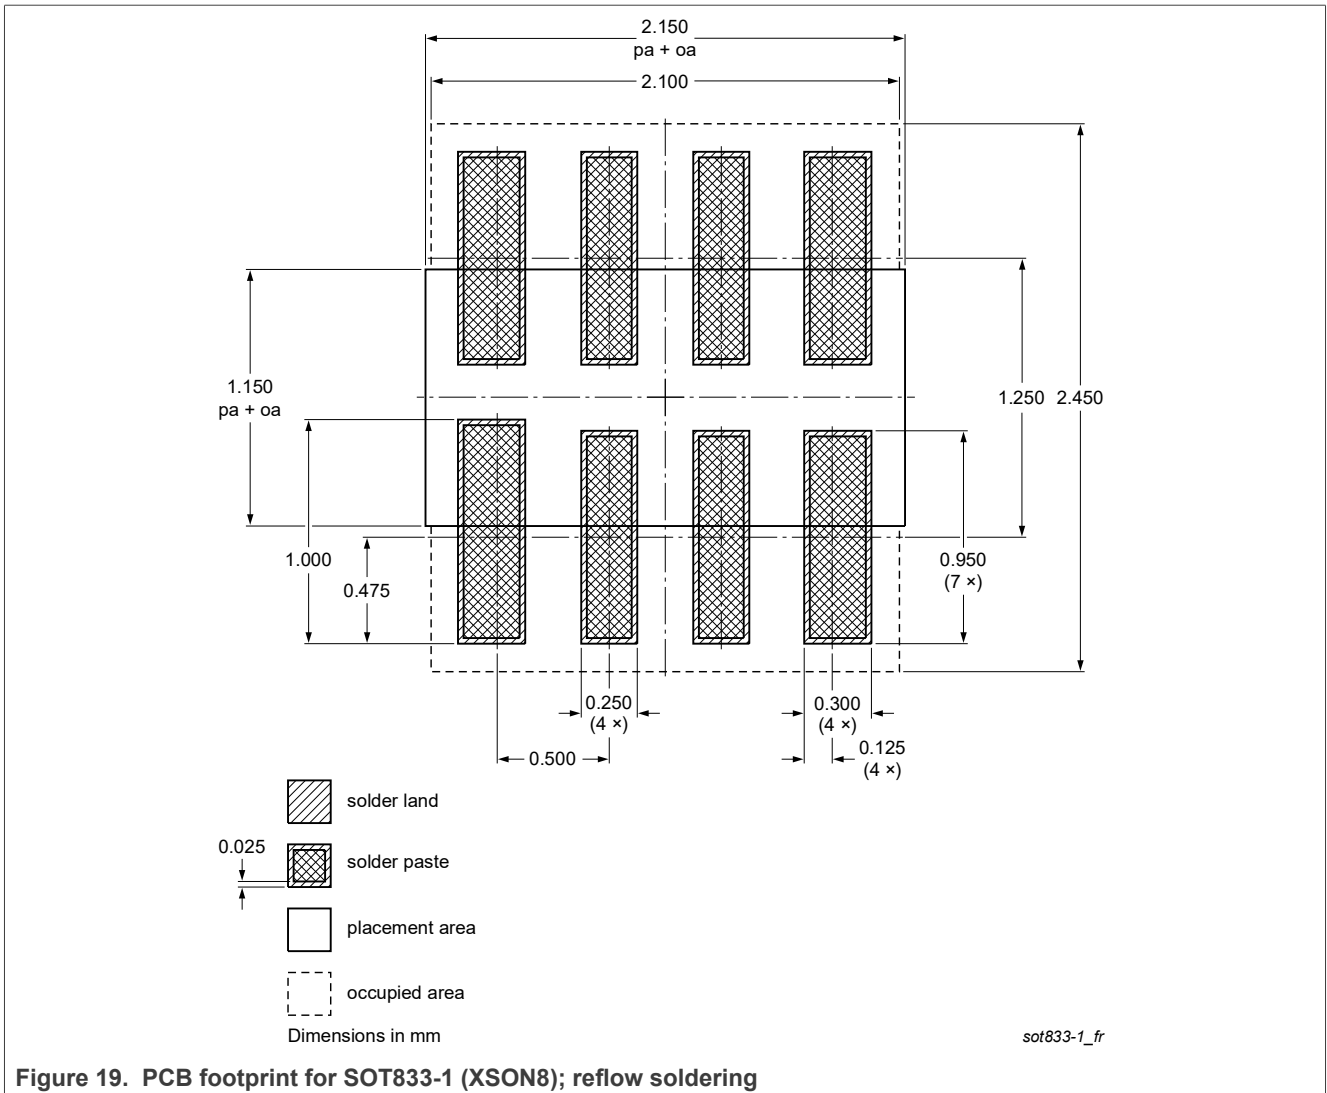 2.150
pa + oa
2.100
1.150
pa + oa
1.250
2.450
1.000
0.475
0.950
(7 ×)
0.250
(4 ×)
0.300
(4 ×)
0.500
0.125
(4 ×)
solder land
0.025
solder paste
placement area
occupied area
Dimensions in mm
sot833-1_fr
Figure 19. PCB footprint for SOT833-1 (XSON8); reflow soldering